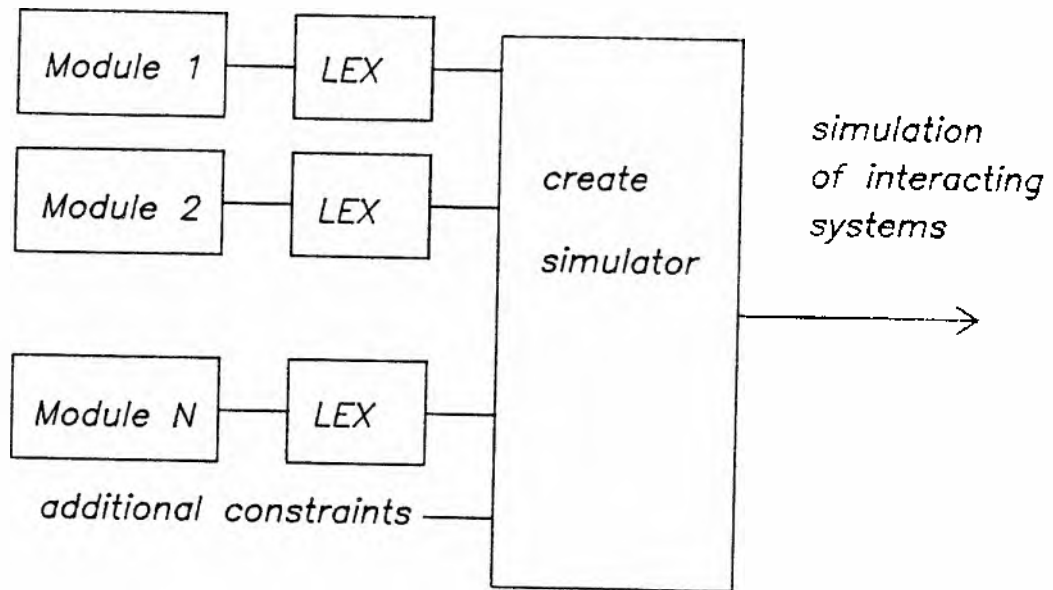 Module 1
LEX
Module 2
LEX
Module N
LEX
additional constraints
create
simulator
simulation
of interacting
systems